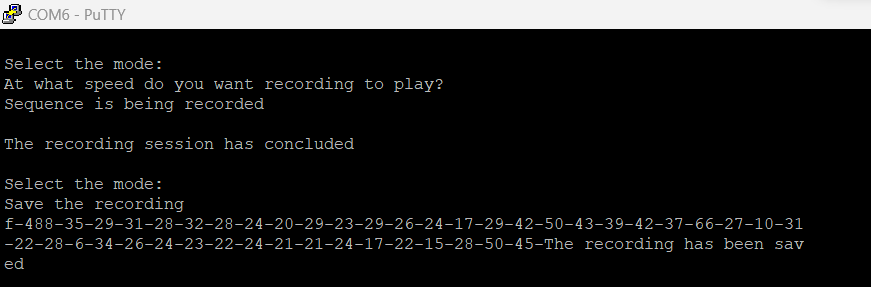 COM6 - PuTTY
Select the mode:
At what speed do you want recording to play?
Sequence is being recorded
The recording session has concluded
Select the mode:
Save the recording
f-488-35-29-31-28-32-28-24-20-29-23-29-26-24-17-29-42-50-43-39-42-37-66-27-10-31
-22-28-6-34-26-24-23-22-24-21-21-24-17-22-15-28-50-45-The recording has been sav
ed